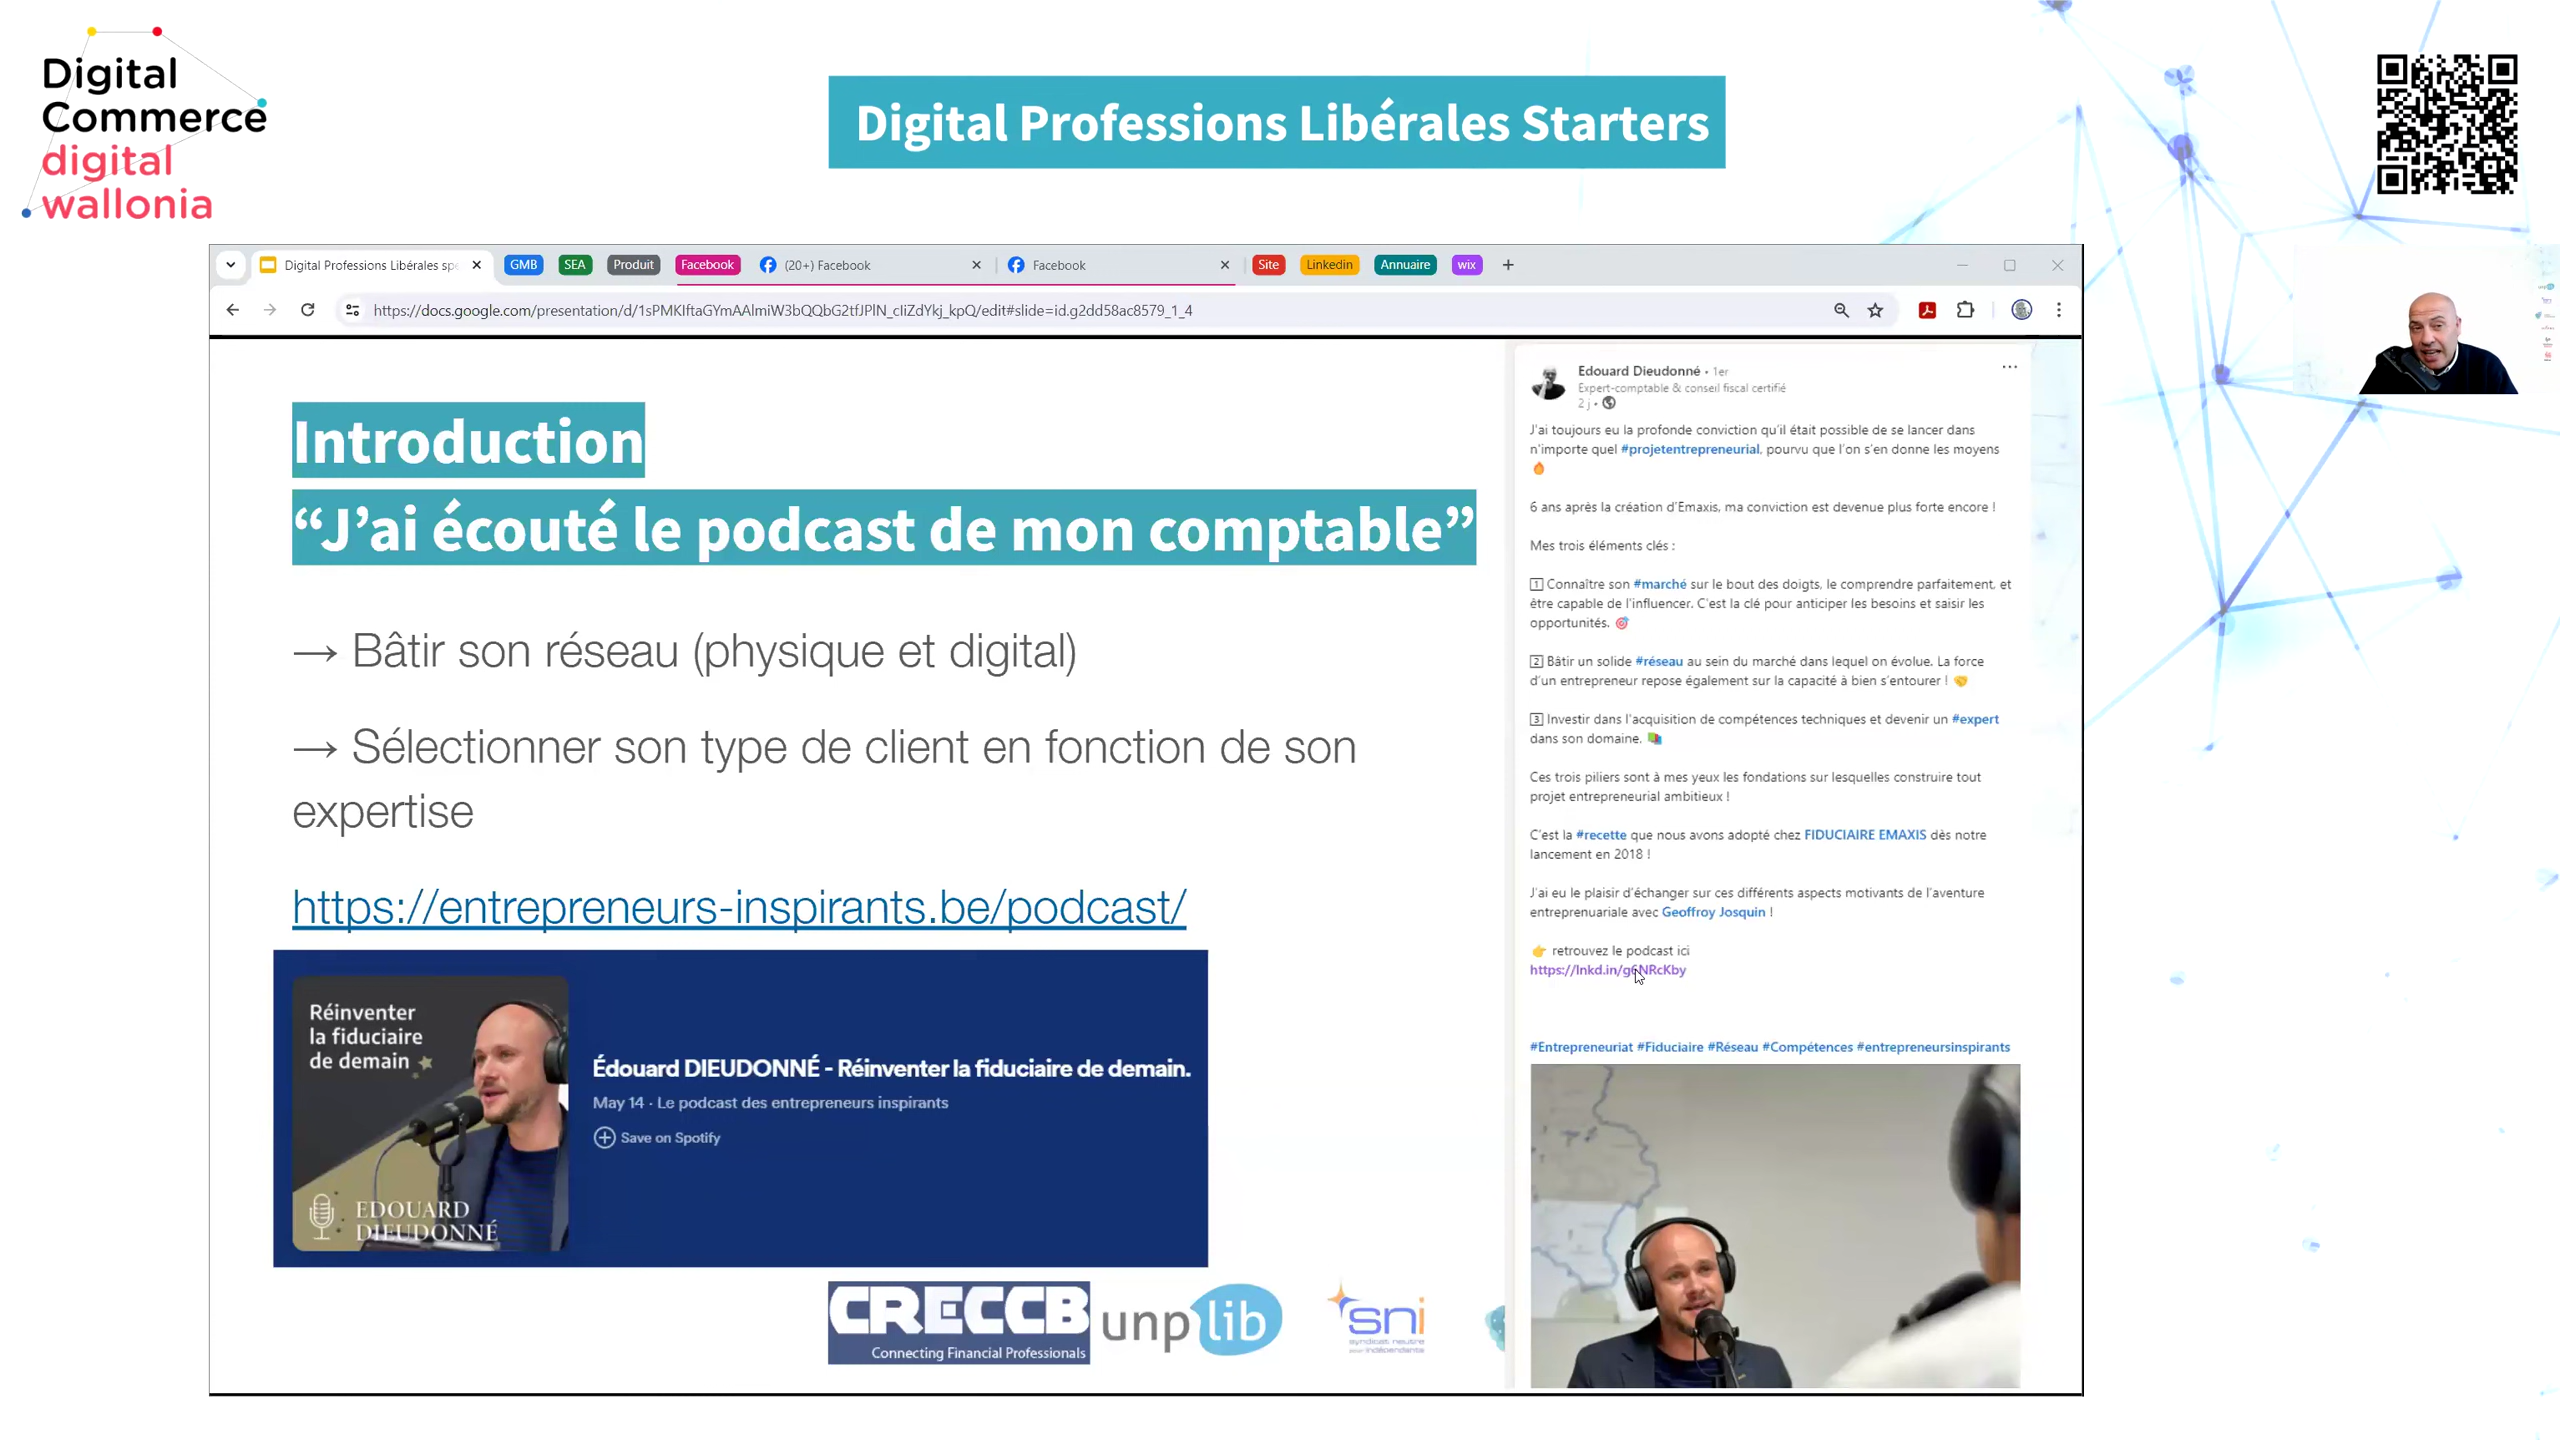 Digital
Commerce
digital
wallonia
Digital Professions Libérales Starters
Digital Professions Libérales spé
GMB
SEA
Produit
Facebook
(20+) Facebook
Facebook
Site
Linkedin
Annuaire
wix
https://docs.google.com/presentation/d/1sPMKIftaGYmAAlmiW3bQQbG2tfJPlN_cIiZdYkj_kpQ/edit#slide=id.g2dd58ac8579_1_4
Introduction
“J’ai écouté le podcast de mon comptable”
→ Bâtir son réseau (physique et digital)
→ Sélectionner son type de client en fonction de son
expertise
https://entrepreneurs-inspirants.be/podcast/
Réinventer
la fiduciaire
de demain
EDOUARD
DIEUDONNÉ
Édouard DIEUDONNÉ - Réinventer la fiduciaire de demain.
May 14 · Le podcast des entrepreneurs inspirants
Save on Spotify
CRECCB
Connecting Financial Professionals
unplib
sni
syndicat neutre
Edouard Dieudonné • 1er
Expert-comptable & conseil fiscal certifié
2 j •
J'ai toujours eu la profonde conviction qu'il était possible de se lancer dans
n'importe quel #projetentrepreneurial, pourvu que l'on s'en donne les moyens
🔥
6 ans après la création d'Emaxis, ma conviction est devenue plus forte encore !
Mes trois éléments clés :
1 Connaître son #marché sur le bout des doigts, le comprendre parfaitement, et
être capable de l'influencer. C'est la clé pour anticiper les besoins et saisir les
opportunités. 🎯
2 Bâtir un solide #réseau au sein du marché dans lequel on évolue. La force
d'un entrepreneur repose également sur la capacité à bien s'entourer ! 🤝
3 Investir dans l'acquisition de compétences techniques et devenir un #expert
dans son domaine. 📚
Ces trois piliers sont à mes yeux les fondations sur lesquelles construire tout
projet entrepreneurial ambitieux !
C'est la #recette que nous avons adopté chez FIDUCIAIRE EMAXIS dès notre
lancement en 2018 !
J'ai eu le plaisir d'échanger sur ces différents aspects motivants de l'aventure
entreprenuariale avec Geoffroy Josquin !
👉 retrouvez le podcast ici
https://lnkd.in/g6NRcKby
#Entrepreneuriat #Fiduciaire #Réseau #Compétences #entrepreneursinspirants